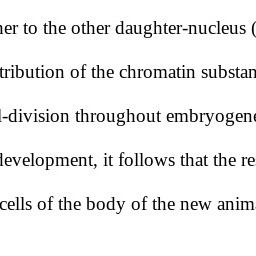 her to the other daughter-nucleus (
tribution of the chromatin substan
l-division throughout embryogene
development, it follows that the re
cells of the body of the new anim